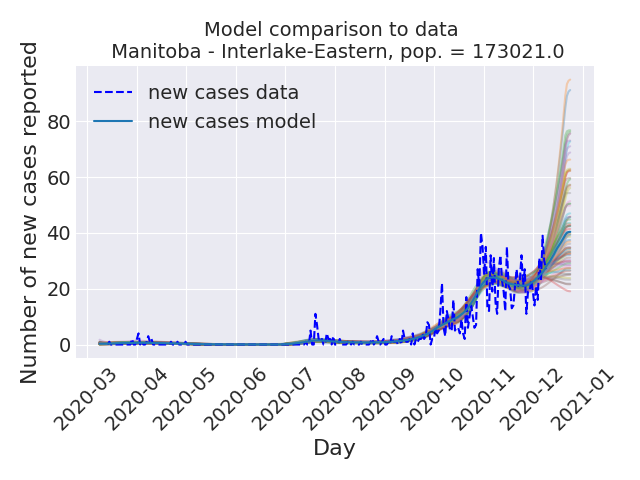 Model comparison to data
Manitoba - Interlake-Eastern, pop. = 173021.0
Number of new cases reported
new cases data
new cases model
80
60
40
20
0
2020-03
2020-04
2020-05
2020-06
2020-07
2020-08
2020-09
2020-10
2020-11
2020-12
2021-01
Day